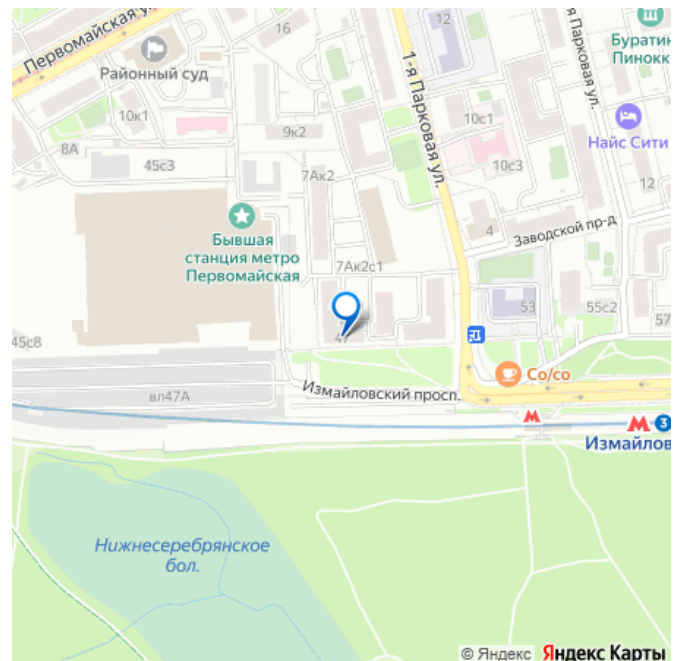 Первомайская ул.
16
12
Буратино
Пинокк
Районный суд
1-я Парковая ул.
Парковая ул.
10к1
9к2
10с1
Найс Сити
8А
45с3
7Ак2
10с3
12
Бывшая
станция метро
Первомайская
4
Заводской пр-д
7Ак2с1
53
55с2
57
45с8
47
Co/co
вл47А
Измайловский просп.
3
Измайлов
Нижнесеребрянское
бол.
© Яндекс Яндекс Карты